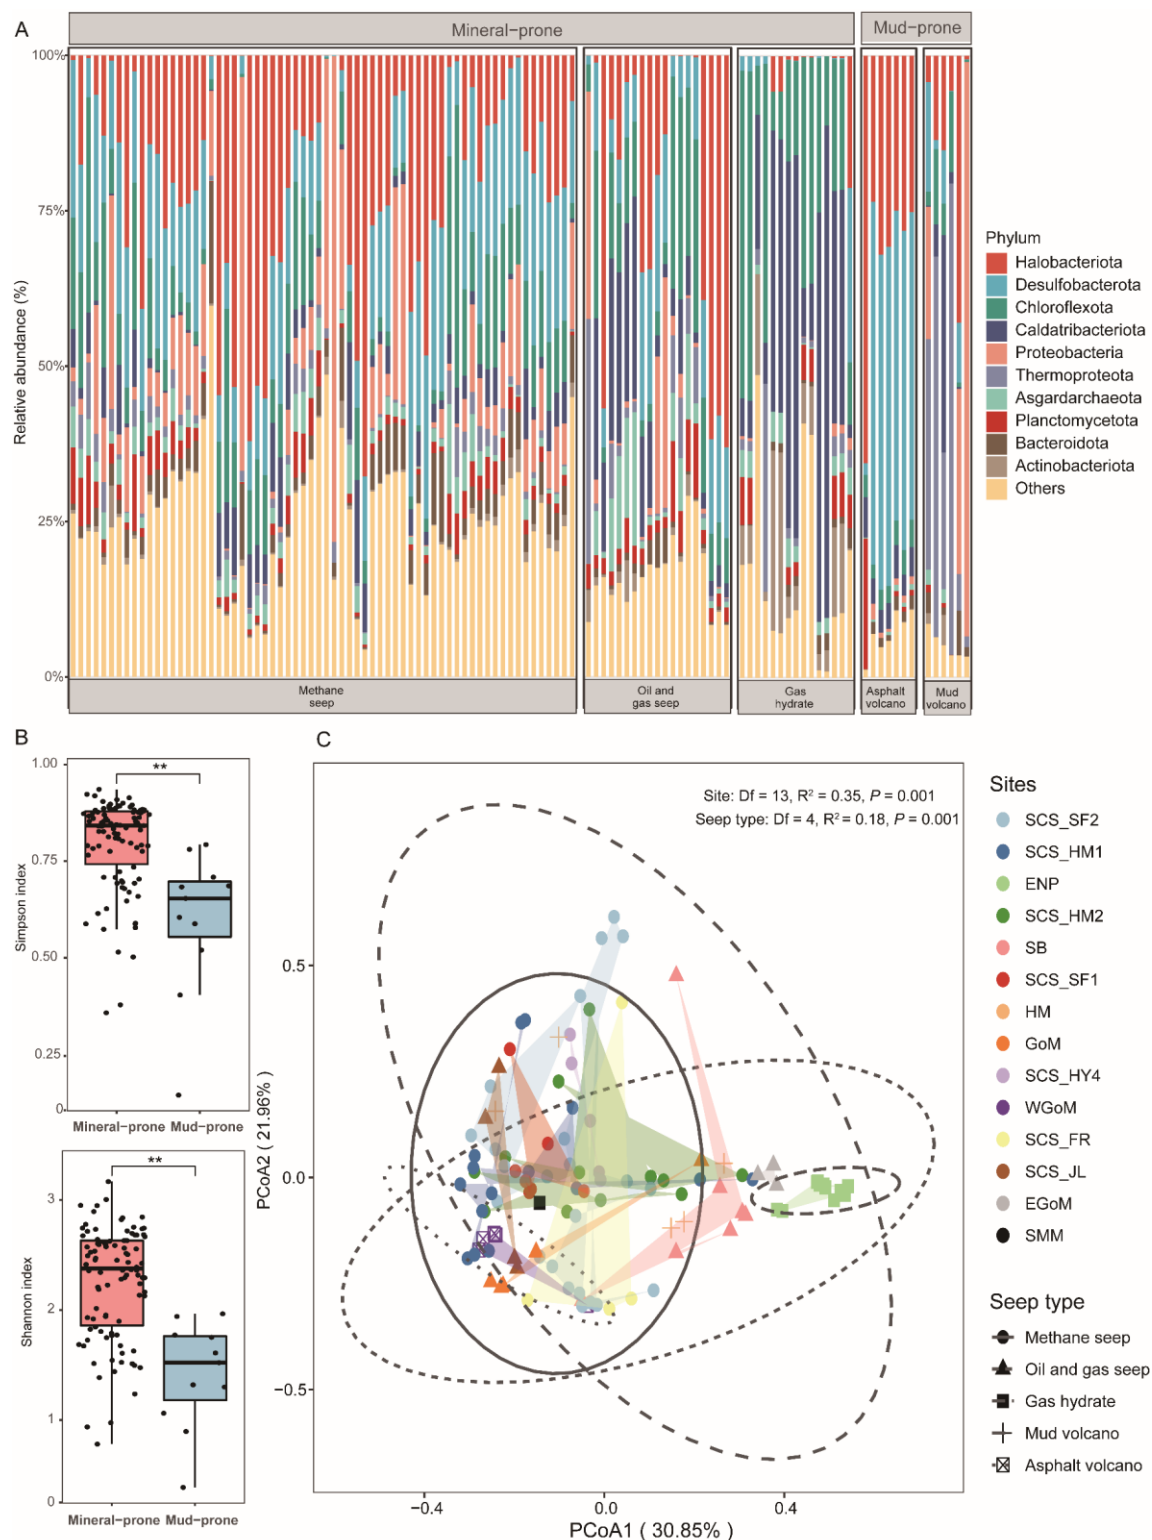 A
Mineral−prone
Mud−prone
100%
75%
50%
25%
0%
Relative abundance (%)
Methane
seep
Oil and
gas seep
Gas
hydrate
Asphalt
volcano
Mud
volcano
Phylum
Halobacteriota
Desulfobacterota
Chloroflexota
Caldatribacteriota
Proteobacteria
Thermoproteota
Asgardarchaeota
Planctomycetota
Bacteroidota
Actinobacteriota
Others
B
**
1.00
0.75
0.50
0.25
0
Simpson index
Mineral−prone
Mud−prone
**
3
2
1
0
Shannon index
Mineral−prone
Mud−prone
C
Site: Df = 13, R² = 0.35, P = 0.001
Seep type: Df = 4, R² = 0.18, P = 0.001
0.5
0.0
−0.5
PCoA2 ( 21.96% )
−0.4
0.0
0.4
PCoA1 ( 30.85% )
Sites
SCS_SF2
SCS_HM1
ENP
SCS_HM2
SB
SCS_SF1
HM
GoM
SCS_HY4
WGoM
SCS_FR
SCS_JL
EGoM
SMM
Seep type
Methane seep
Oil and gas seep
Gas hydrate
Mud volcano
Asphalt volcano